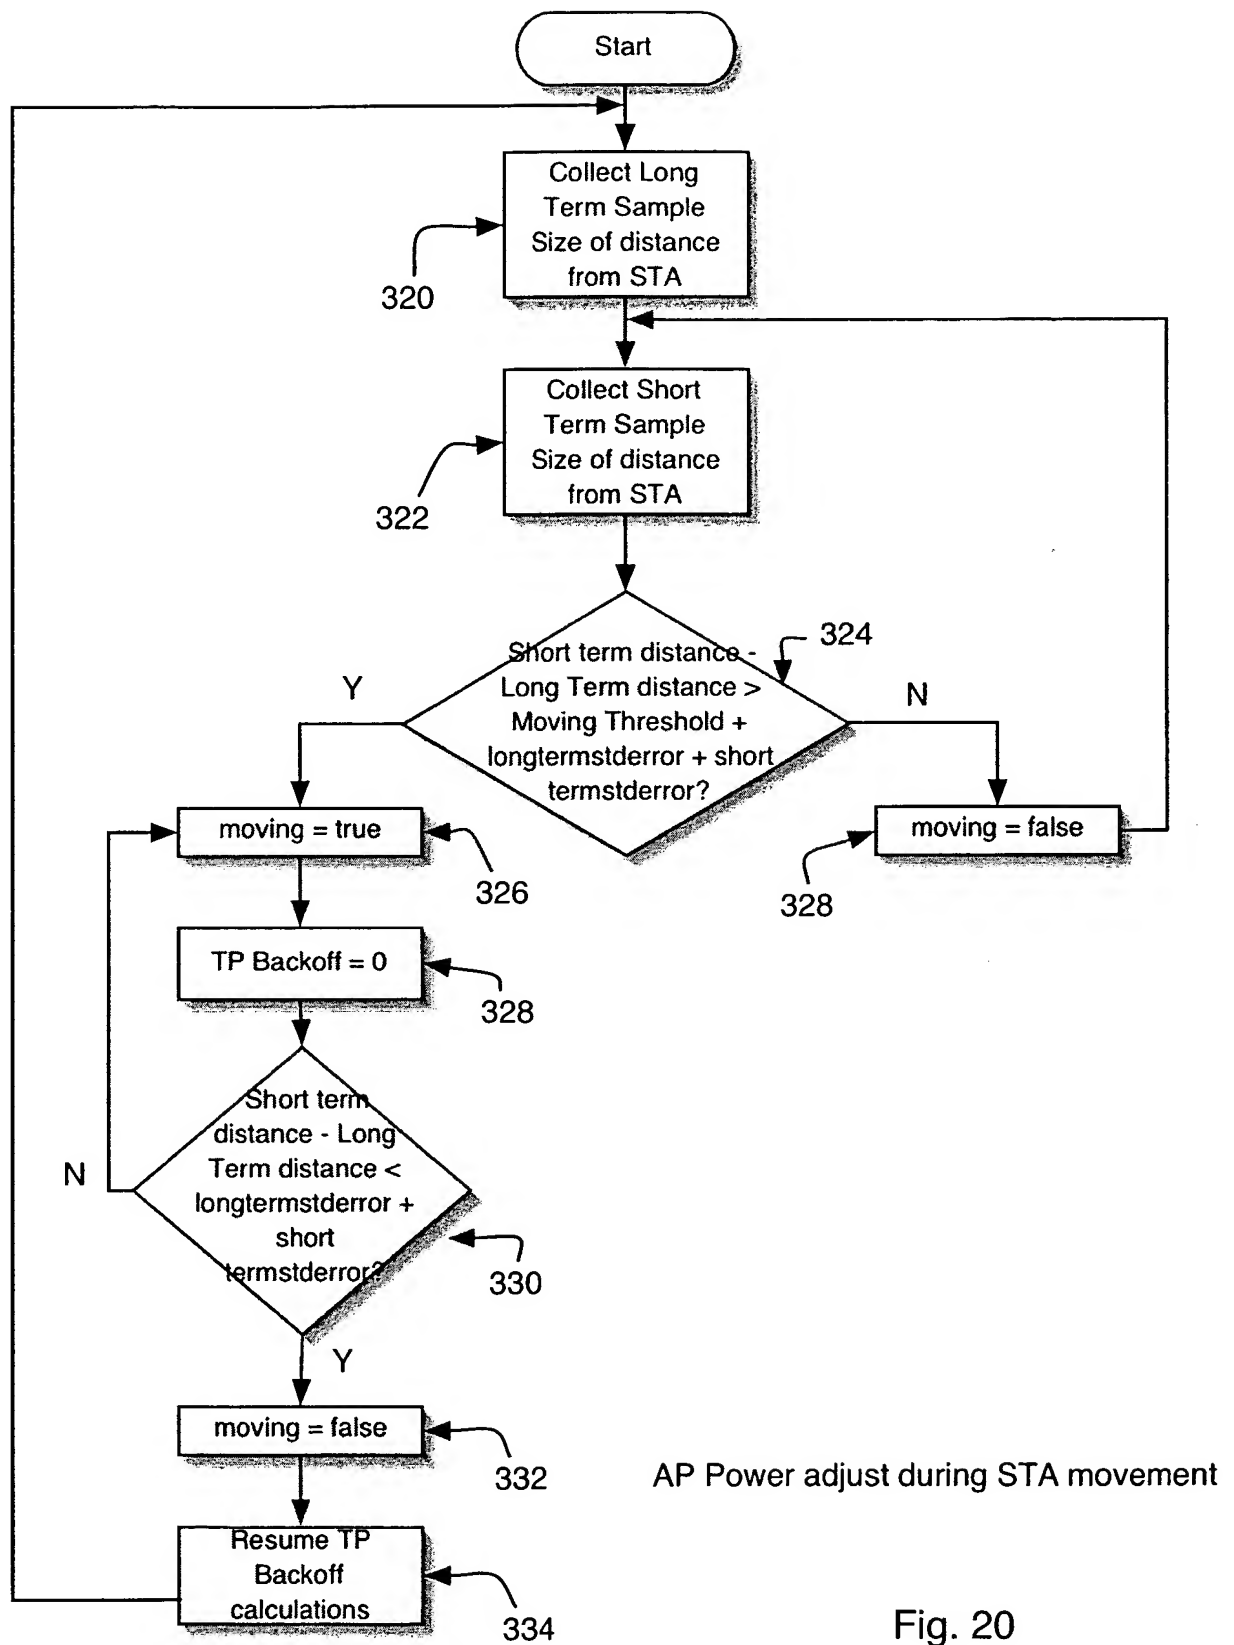 Start
Collect Long
Term Sample
Size of distance
from STA
320
Collect Short
Term Sample
Size of distance
from STA
322
324
Short term distance -
Long Term distance >
Moving Threshold +
longtermstderror + short
termstderror?
Y
N
moving = true
326
moving = false
328
TP Backoff = 0
328
Short term
distance - Long
Term distance <
longtermstderror +
short
termstderror?
N
330
Y
moving = false
332
AP Power adjust during STA movement
Resume TP
Backoff
calculations
334
Fig. 20